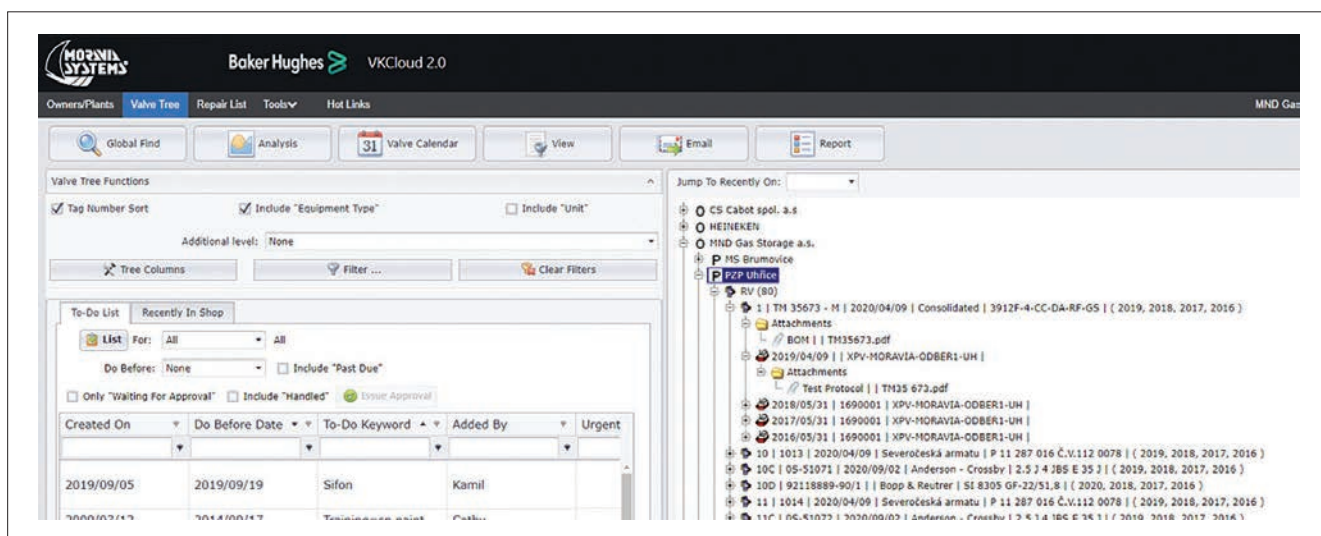 MORAVIA SYSTEMS
Baker Hughes VKCloud 2.0
Owners/Plants Valve Tree Repair List Tools Hot Links MND Gas
Global Find Analysis 31 Valve Calendar View Email Report
Valve Tree Functions
Tag Number Sort Include "Equipment Type" Include "Unit"
Additional level: None
Tree Columns Filter ... Clear Filters
To-Do List Recently In Shop
List For: All All
Do Before: None Include "Past Due"
Only "Waiting For Approval" Include "Handled" Issue Approval
Created On Do Before Date To-Do Keyword Added By Urgent
2019/09/05 2019/09/19 Sifon Kamil
Jump To Recently On:
O CS Cabot spol. a.s
O HEINEKEN
O MND Gas Storage a.s.
P MS Brumovice
P PZP Uhřice
RV (80)
1 | TM 35673 - M | 2020/04/09 | Consolidated | 3912F-4-CC-DA-RF-GS | ( 2019, 2018, 2017, 2016 )
Attachments
BOM | | TM35673.pdf
2019/04/09 | | XPV-MORAVIA-ODBER1-UH |
Attachments
Test Protocol | | TM35 673.pdf
2018/05/31 | 1690001 | XPV-MORAVIA-ODBER1-UH |
2017/05/31 | 1690001 | XPV-MORAVIA-ODBER1-UH |
2016/05/31 | 1690001 | XPV-MORAVIA-ODBER1-UH |
10 | 1013 | 2020/04/09 | Severočeská armatu | P 11 287 016 Č.V.112 0078 | ( 2019, 2018, 2017, 2016 )
10C | 0S-51071 | 2020/09/02 | Anderson - Crossby | 2.5 J 4 JBS E 35 J | ( 2019, 2018, 2017, 2016 )
10D | 92118889-90/1 | | Bopp & Reutrer | SI 8305 GF-22/51,8 | ( 2020, 2018, 2017, 2016 )
11 | 1014 | 2020/04/09 | Severočeská armatu | P 11 287 016 Č.V.112 0078 | ( 2019, 2018, 2017, 2016 )